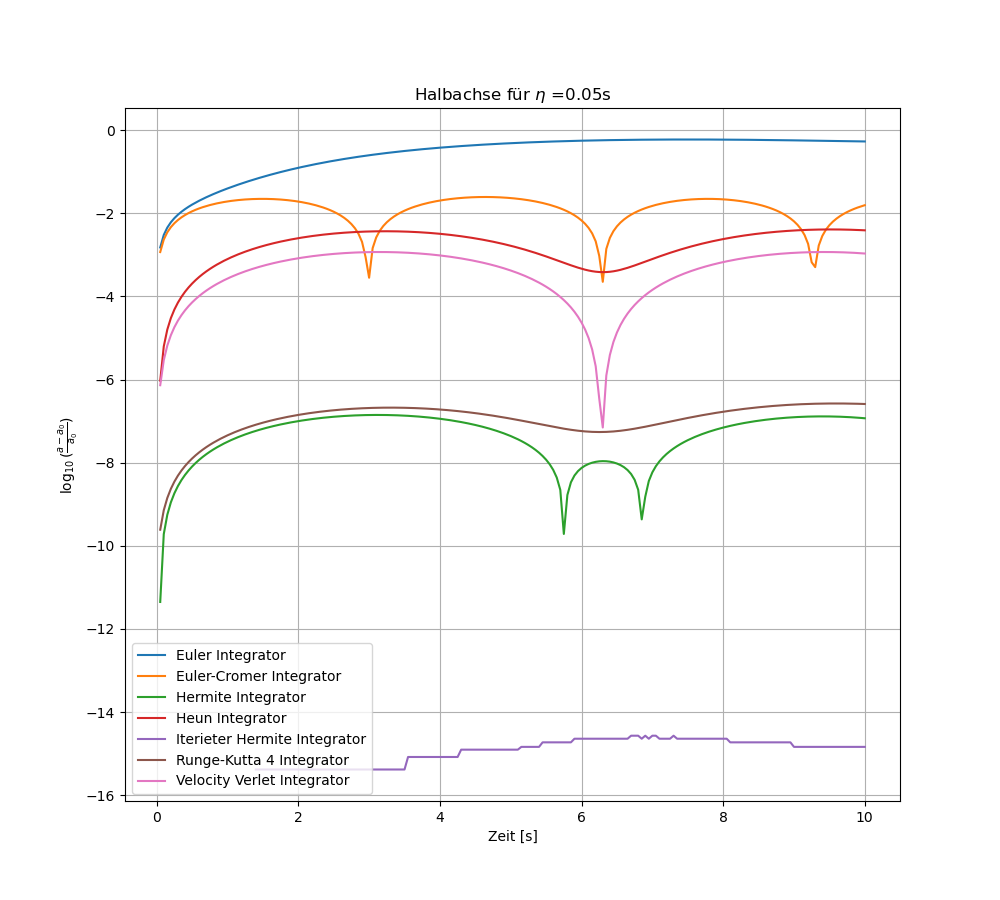 Halbachse für η =0.05s
0
−2
−4
−6
−8
−10
−12
−14
−16
log₁₀ (a − a₀ / a₀)
Euler Integrator
Euler-Cromer Integrator
Hermite Integrator
Heun Integrator
Iterieter Hermite Integrator
Runge-Kutta 4 Integrator
Velocity Verlet Integrator
0 2 4 6 8 10
Zeit [s]